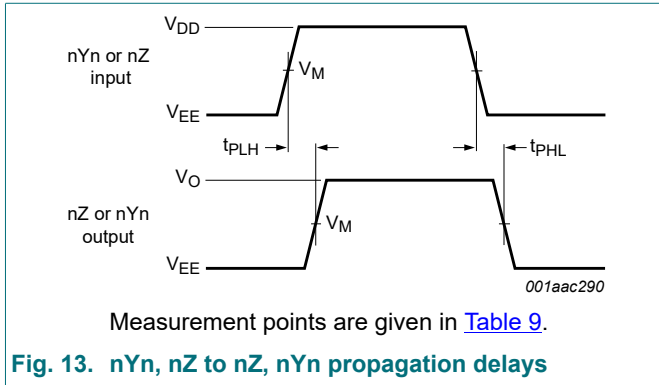 VDD
nYn or nZ
input
VM
VEE
tPLH
tPHL
VO
nZ or nYn
output
VM
VEE
001aac290
Measurement points are given in Table 9.
Fig. 13. nYn, nZ to nZ, nYn propagation delays